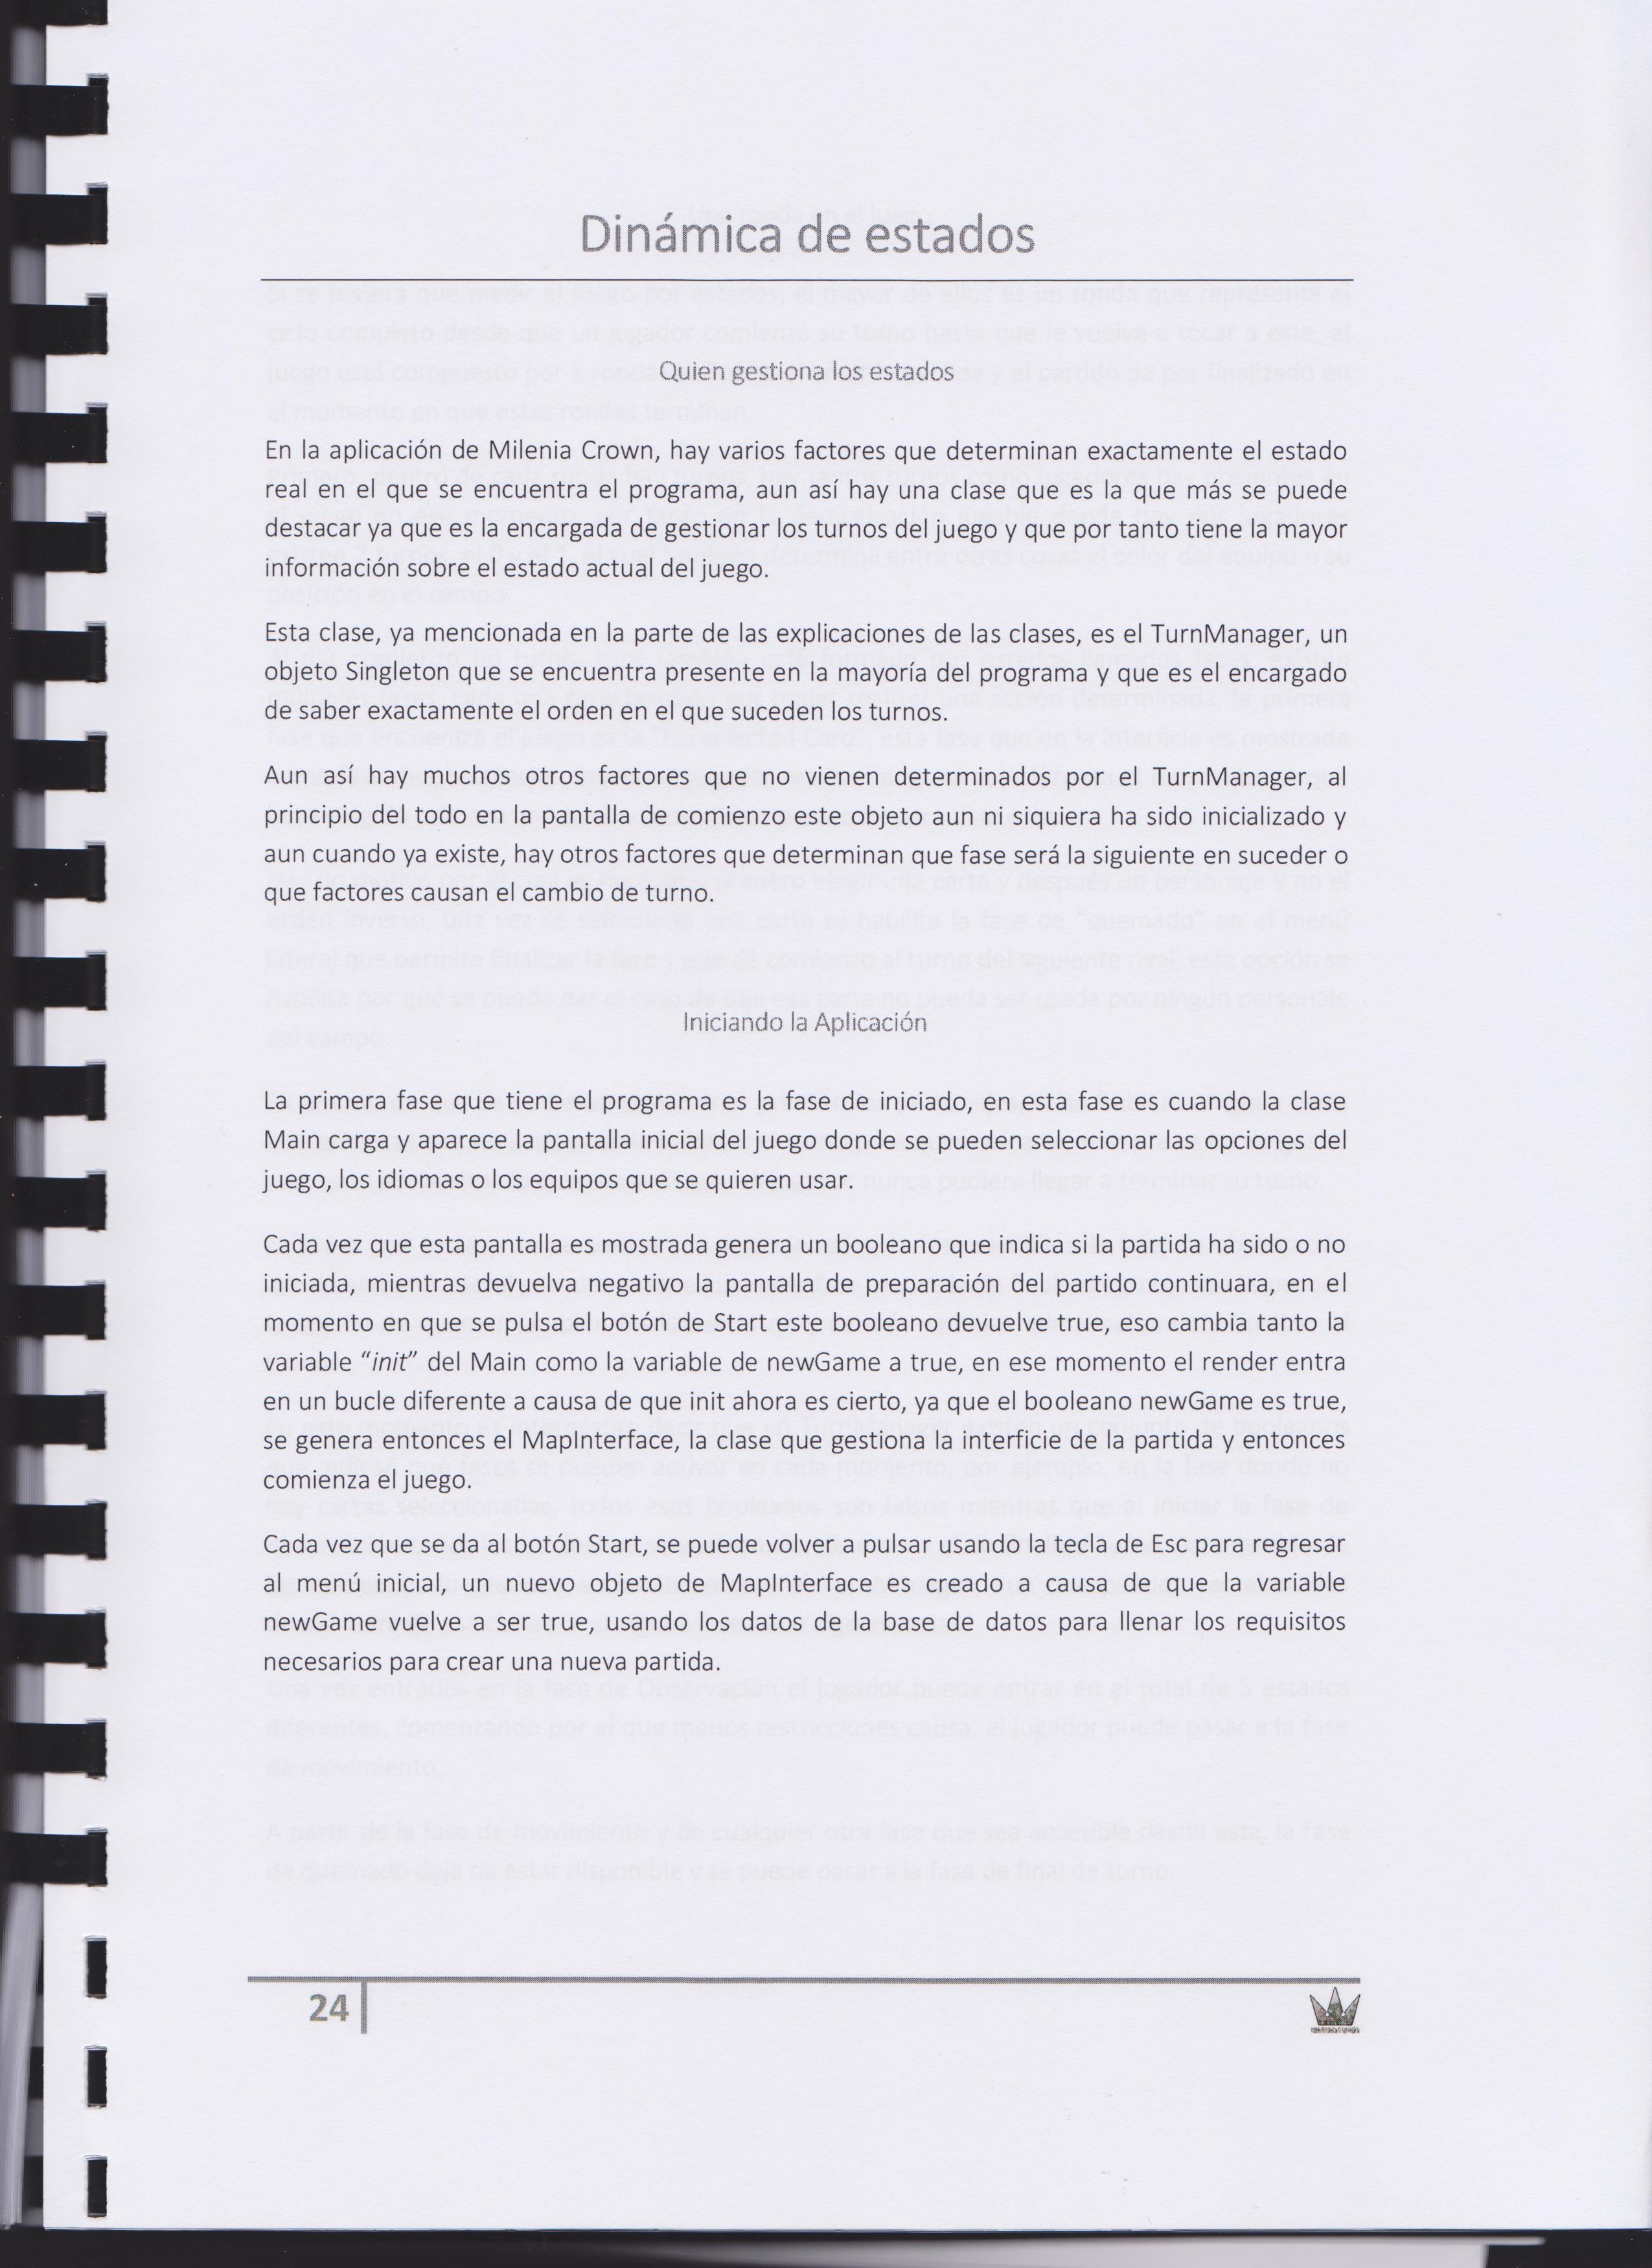 Dinámica de estados
Quien gestiona los estados
En la aplicación de Milenia Crown, hay varios factores que determinan exactamente el estado
real en el que se encuentra el programa, aun así hay una clase que es la que más se puede
destacar ya que es la encargada de gestionar los turnos del juego y que por tanto tiene la mayor
información sobre el estado actual del juego.
Esta clase, ya mencionada en la parte de las explicaciones de las clases, es el TurnManager, un
objeto Singleton que se encuentra presente en la mayoría del programa y que es el encargado
de saber exactamente el orden en el que suceden los turnos.
Aun así hay muchos otros factores que no vienen determinados por el TurnManager, al
principio del todo en la pantalla de comienzo este objeto aun ni siquiera ha sido inicializado y
aun cuando ya existe, hay otros factores que determinan que fase será la siguiente en suceder o
que factores causan el cambio de turno.
Iniciando la Aplicación
La primera fase que tiene el programa es la fase de iniciado, en esta fase es cuando la clase
Main carga y aparece la pantalla inicial del juego donde se pueden seleccionar las opciones del
juego, los idiomas o los equipos que se quieren usar.
Cada vez que esta pantalla es mostrada genera un booleano que indica si la partida ha sido o no
iniciada, mientras devuelva negativo la pantalla de preparación del partido continuara, en el
momento en que se pulsa el botón de Start este booleano devuelve true, eso cambia tanto la
variable “init” del Main como la variable de newGame a true, en ese momento el render entra
en un bucle diferente a causa de que init ahora es cierto, ya que el booleano newGame es true,
se genera entonces el MapInterface, la clase que gestiona la interficie de la partida y entonces
comienza el juego.
Cada vez que se da al botón Start, se puede volver a pulsar usando la tecla de Esc para regresar
al menú inicial, un nuevo objeto de MapInterface es creado a causa de que la variable
newGame vuelve a ser true, usando los datos de la base de datos para llenar los requisitos
necesarios para crear una nueva partida.
24